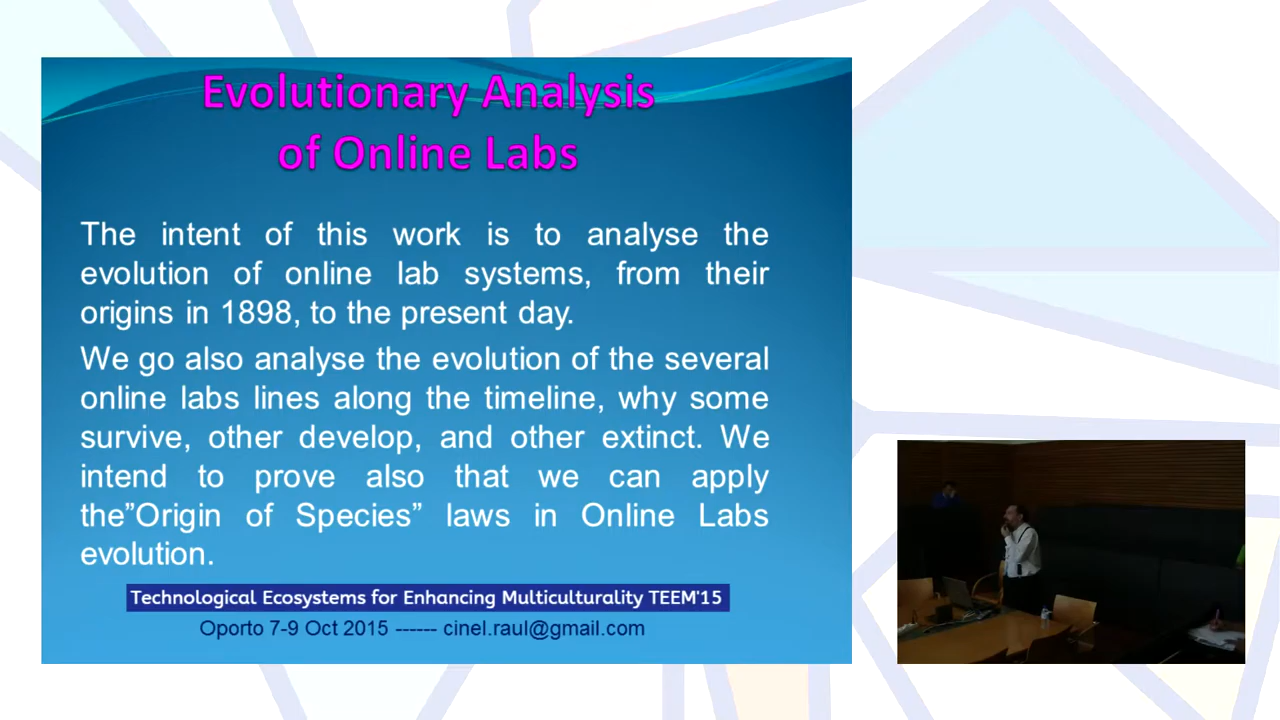 Evolutionary Analysis
of Online Labs
The intent of this work is to analyse the
evolution of online lab systems, from their
origins in 1898, to the present day.
We go also analyse the evolution of the several
online labs lines along the timeline, why some
survive, other develop, and other extinct. We
intend to prove also that we can apply
the”Origin of Species” laws in Online Labs
evolution.
Technological Ecosystems for Enhancing Multiculturality TEEM'15
Oporto 7-9 Oct 2015 ------ cinel.raul@gmail.com